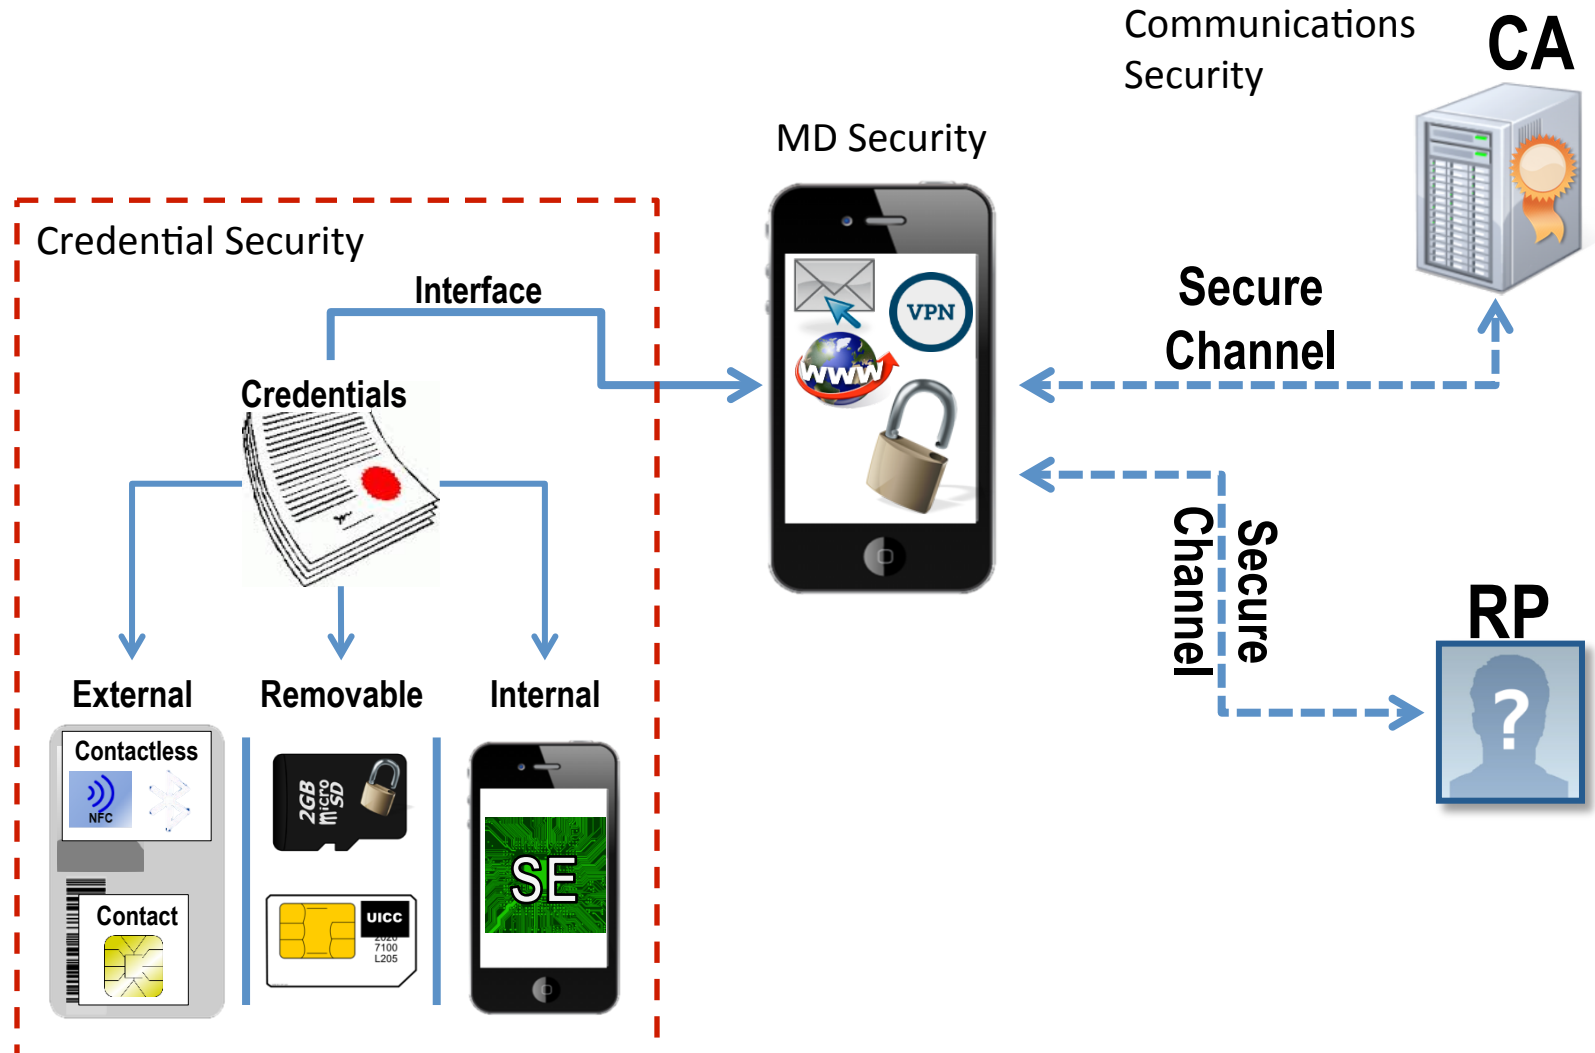 Communications
Security
CA
MD Security
Credential Security
Interface
VPN
www
Secure
Channel
Credentials
Secure
Channel
RP
?
External
Removable
Internal
Contactless
NFC
2GB
micro
SD
SE
Contact
UICC
7100
L205